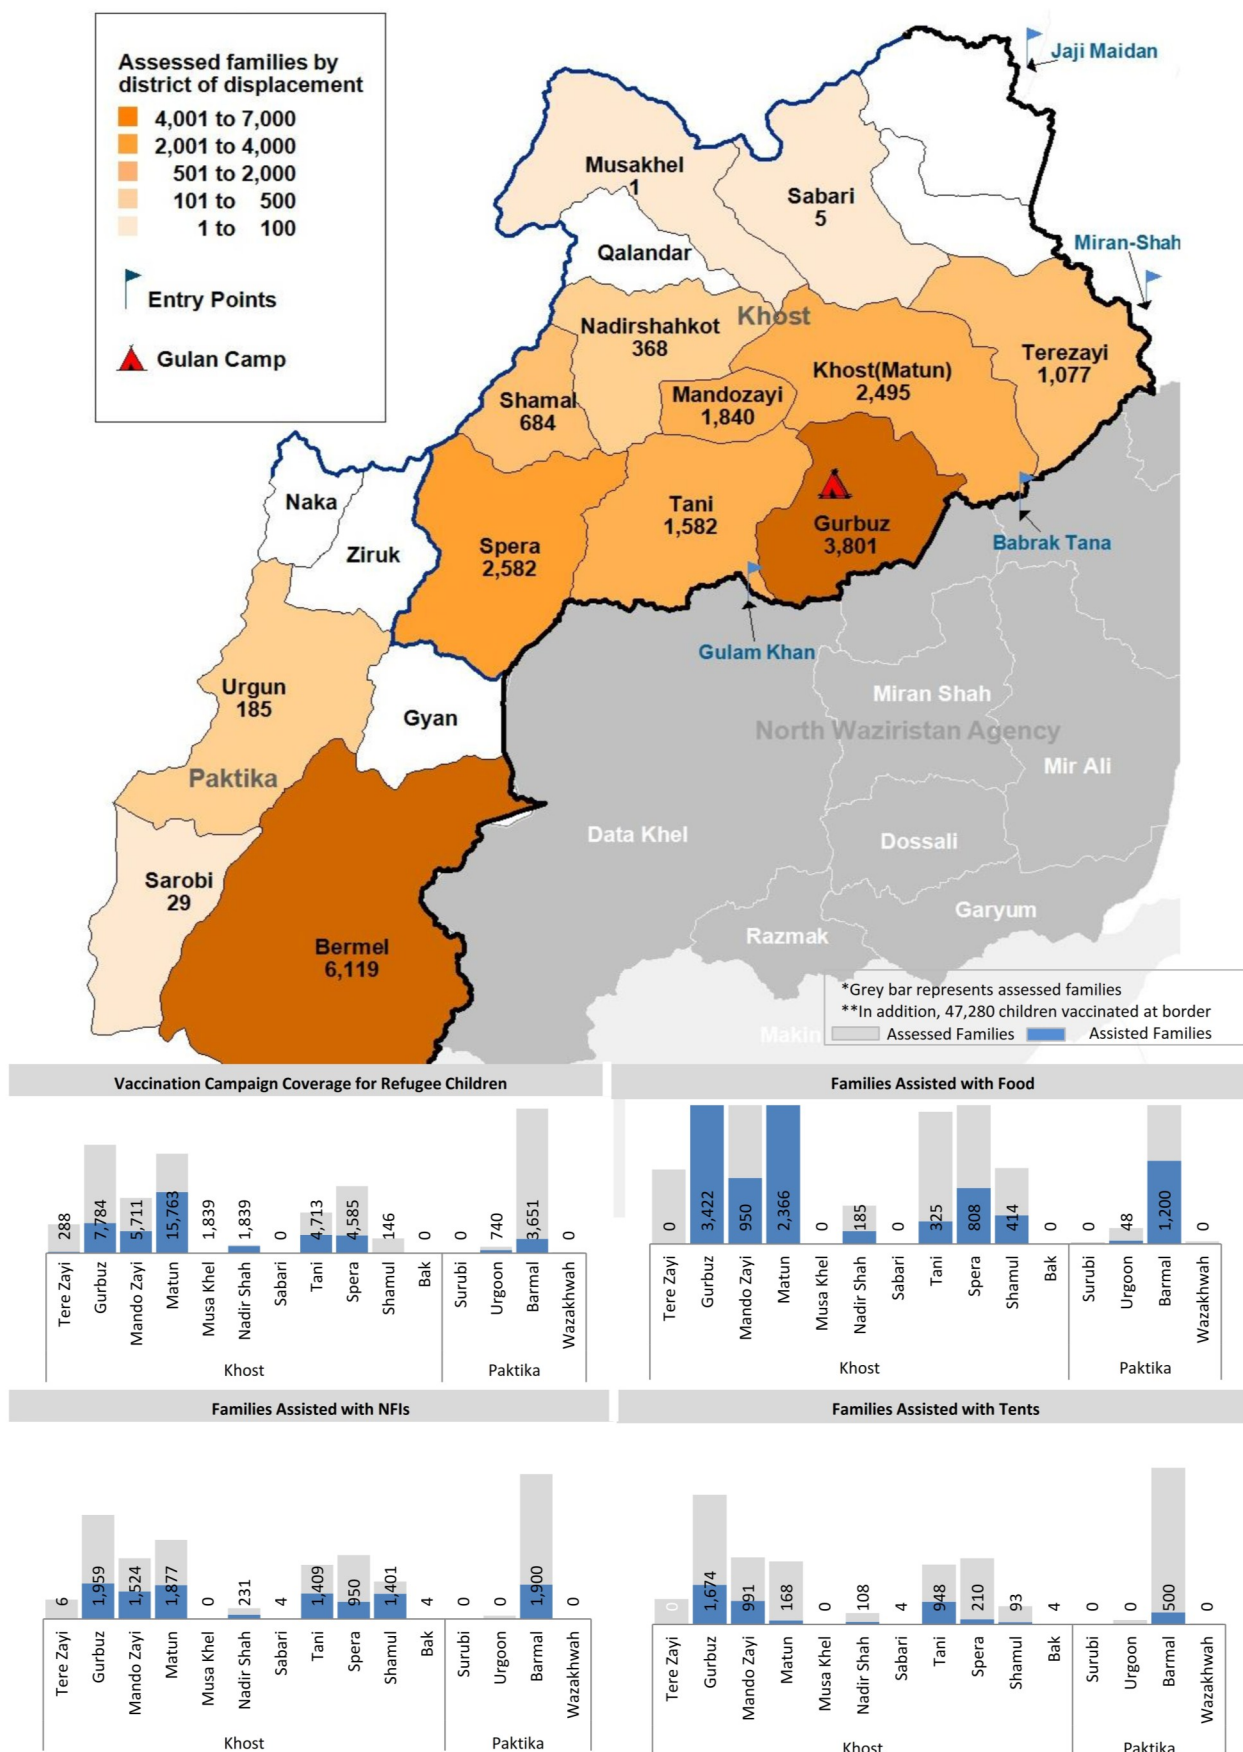 Assessed families by
district of displacement
4,001 to 7,000
2,001 to 4,000
501 to 2,000
101 to 500
1 to 100
Entry Points
Gulan Camp
Jaji Maidan
Musakhel
1
Sabari
5
Miran-Shah
Qalandar
Nadirshahkot
368
Khost
Terezayi
1,077
Khost(Matun)
2,495
Shamal
684
Mandozayi
1,840
Naka
Ziruk
Tani
1,582
Gurbuz
3,801
Spera
2,582
Babrak Tana
Gulam Khan
Urgun
185
Gyan
Miran Shah
North Waziristan Agency
Mir Ali
Paktika
Data Khel
Dossali
Sarobi
29
Garyum
Razmak
Bermel
6,119
Makin
*Grey bar represents assessed families
**In addition, 47,280 children vaccinated at border
Assessed Families Assisted Families
Vaccination Campaign Coverage for Refugee Children
288 7,784 5,711 15,763 1,839 1,839 0 4,713 4,585 146 0 0 740 3,651 0
Tere Zayi Gurbuz Mando Zayi Matun Musa Khel Nadir Shah Sabari Tani Spera Shamul Bak Surubi Urgoon Barmal Wazakhwah
Khost Paktika
Families Assisted with Food
0 3,422 950 2,366 0 185 0 325 808 414 0 0 48 1,200 0
Tere Zayi Gurbuz Mando Zayi Matun Musa Khel Nadir Shah Sabari Tani Spera Shamul Bak Surubi Urgoon Barmal Wazakhwah
Khost Paktika
Families Assisted with NFIs
6 1,959 1,524 1,877 0 231 4 1,409 950 1,401 4 0 0 1,900 0
Tere Zayi Gurbuz Mando Zayi Matun Musa Khel Nadir Shah Sabari Tani Spera Shamul Bak Surubi Urgoon Barmal Wazakhwah
Khost Paktika
Families Assisted with Tents
0 1,674 991 168 0 108 4 948 210 93 4 0 0 500 0
Tere Zayi Gurbuz Mando Zayi Matun Musa Khel Nadir Shah Sabari Tani Spera Shamul Bak Surubi Urgoon Barmal Wazakhwah
Khost Paktika